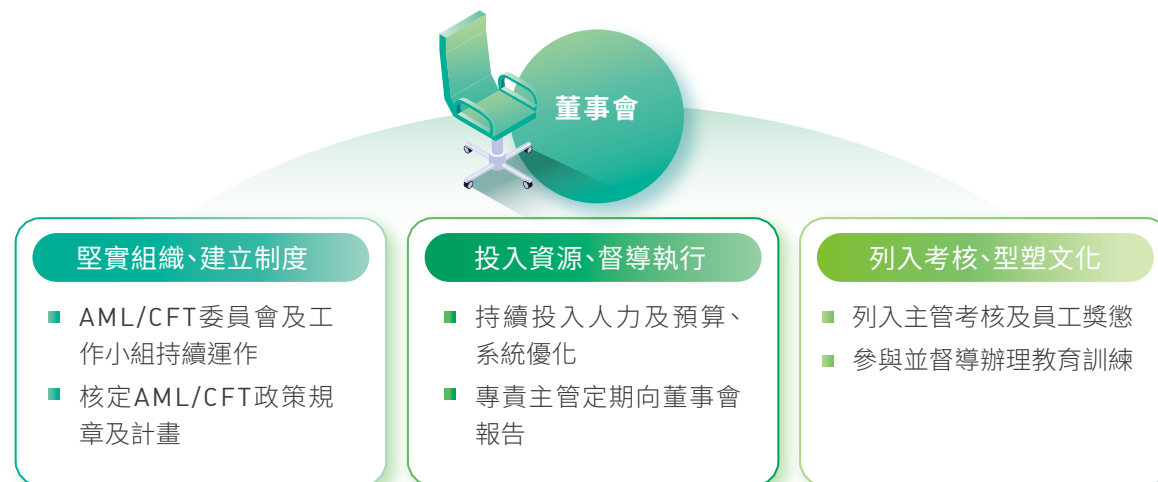 董事會
堅實組織、建立制度
AML/CFT委員會及工
作小組持續運作
核定AML/CFT政策規
章及計畫
投入資源、督導執行
持續投入人力及預算、
系統優化
專責主管定期向董事會
報告
列入考核、型塑文化
列入主管考核及員工獎懲
參與並督導辦理教育訓練